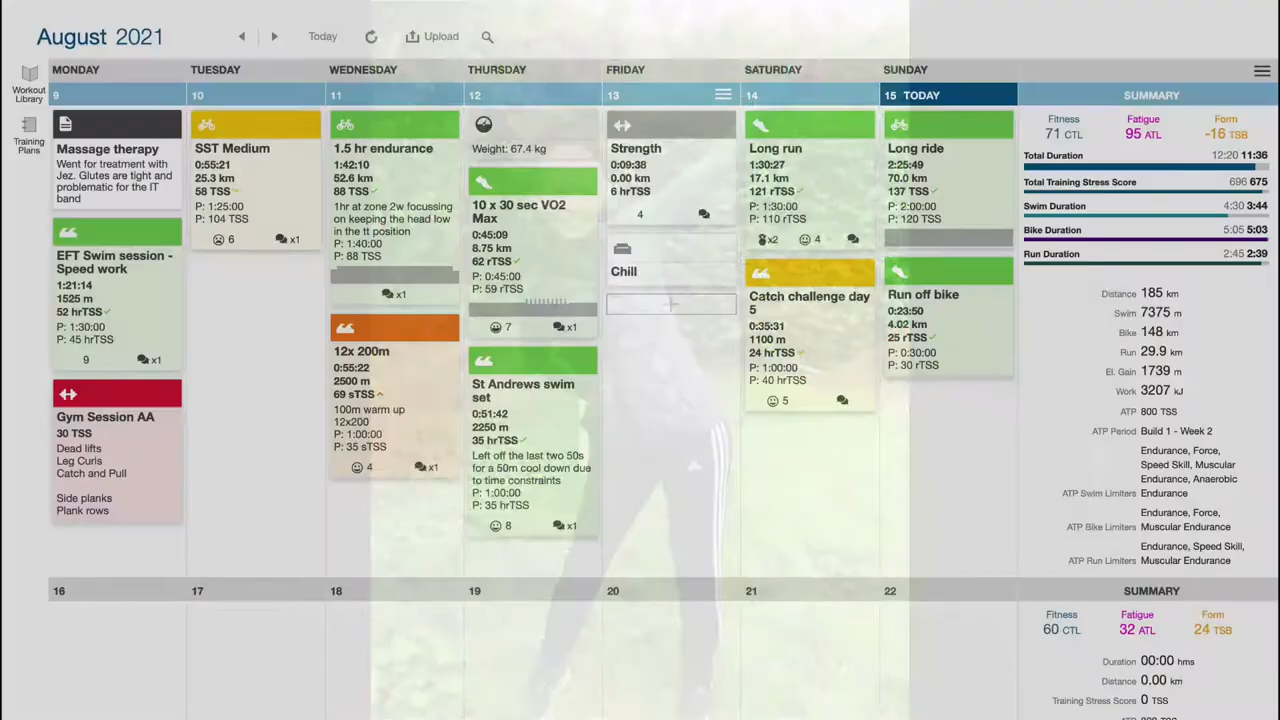 August 2021
Today
Upload
Workout
Library
Training
Plans
MONDAY TUESDAY WEDNESDAY THURSDAY FRIDAY SATURDAY SUNDAY
9 10 11 12 13 14 15 TODAY SUMMARY
Massage therapy
Went for treatment with
Jez. Glutes are tight and
problematic for the IT
band
EFT Swim session -
Speed work
1:21:14
1525 m
52 hrTSS
P: 1:30:00
P: 45 hrTSS
9 x1
Gym Session AA
30 TSS
Dead lifts
Leg Curls
Catch and Pull
Side planks
Plank rows
SST Medium
0:55:21
25.3 km
58 TSS
P: 1:25:00
P: 104 TSS
6 x1
1.5 hr endurance
1:42:10
52.6 km
88 TSS
1hr at zone 2w focussing
on keeping the head low
in the tt position
P: 1:40:00
P: 88 TSS
x1
12x 200m
0:55:22
2500 m
69 sTSS
100m warm up
12x200
P: 1:00:00
P: 35 sTSS
4 x1
Weight: 67.4 kg
10 x 30 sec VO2
Max
0:45:09
8.75 km
62 rTSS
P: 0:45:00
P: 59 rTSS
7 x1
St Andrews swim
set
0:51:42
2250 m
35 hrTSS
Left off the last two 50s
for a 50m cool down due
to time constraints
P: 1:00:00
P: 35 hrTSS
8 x1
Strength
0:09:38
0.00 km
6 hrTSS
4
Chill
Long run
1:30:27
17.1 km
121 rTSS
P: 1:30:00
P: 110 rTSS
x2 4
Catch challenge day
5
0:35:31
1100 m
24 hrTSS
P: 1:00:00
P: 40 hrTSS
5
Long ride
2:25:49
70.0 km
137 TSS
P: 2:00:00
P: 120 TSS
Run off bike
0:23:50
4.02 km
25 rTSS
P: 0:30:00
P: 30 rTSS
Fitness Fatigue Form
71 CTL 95 ATL -16 TSB
Total Duration 12:20 11:36
Total Training Stress Score 696 675
Swim Duration 4:30 3:44
Bike Duration 5:05 5:03
Run Duration 2:45 2:39
Distance 185 km
Swim 7375 m
Bike 148 km
Run 29.9 km
El. Gain 1739 m
Work 3207 kJ
ATP 800 TSS
ATP Period Build 1 - Week 2
Endurance, Force,
Speed Skill, Muscular
Endurance, Anaerobic
ATP Swim Limiters Endurance
Endurance, Force,
ATP Bike Limiters Muscular Endurance
Endurance, Speed Skill,
ATP Run Limiters Muscular Endurance
16 17 18 19 20 21 22 SUMMARY
Fitness Fatigue Form
60 CTL 32 ATL 24 TSB
Duration 00:00 hms
Distance 0.00 km
Training Stress Score 0 TSS
ATP 800 TSS